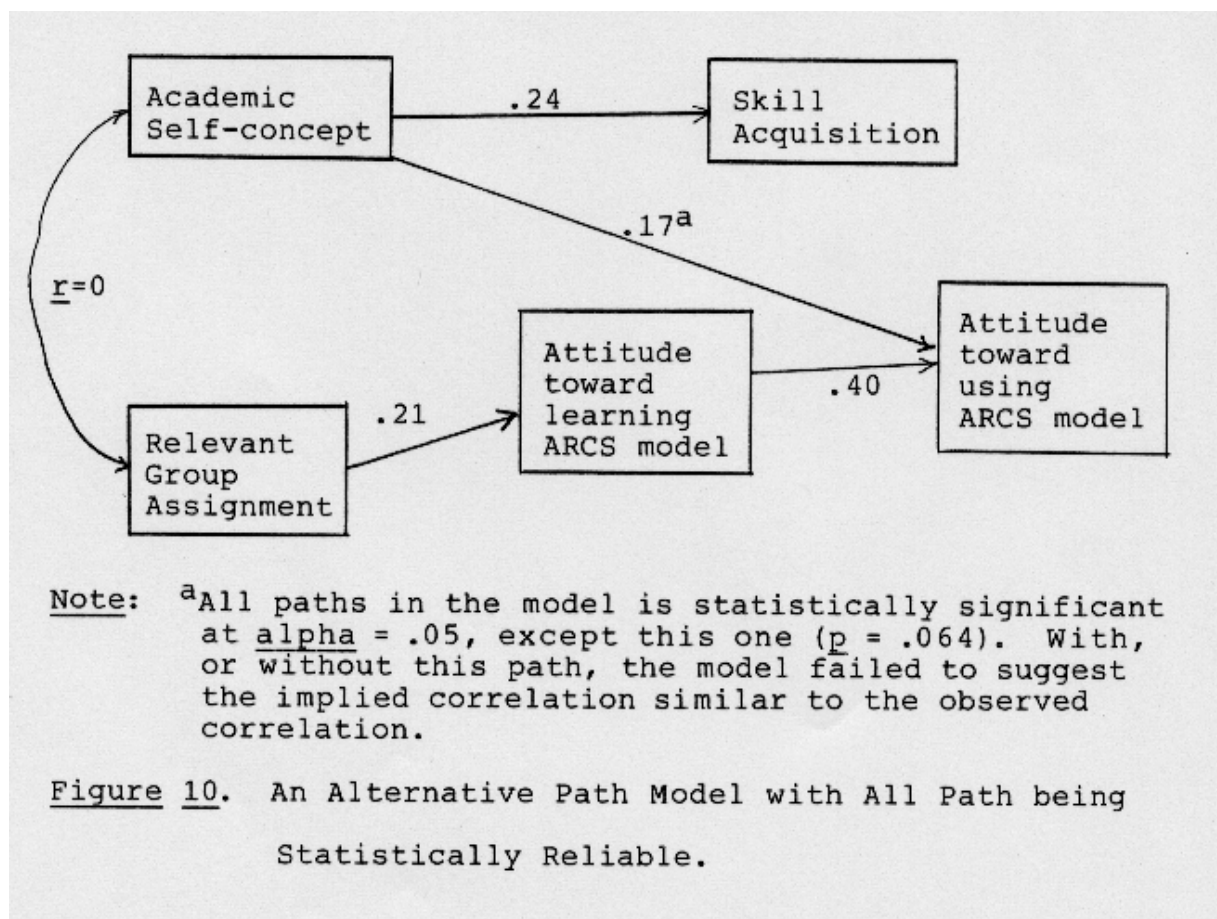 Academic
Self-concept
.24
Skill
Acquisition
.17a
r=0
Attitude
toward
learning
ARCS model
.40
Attitude
toward
using
ARCS model
.21
Relevant
Group
Assignment
Note: aAll paths in the model is statistically significant
at alpha = .05, except this one (p = .064). With,
or without this path, the model failed to suggest
the implied correlation similar to the observed
correlation.
Figure 10. An Alternative Path Model with All Path being
Statistically Reliable.